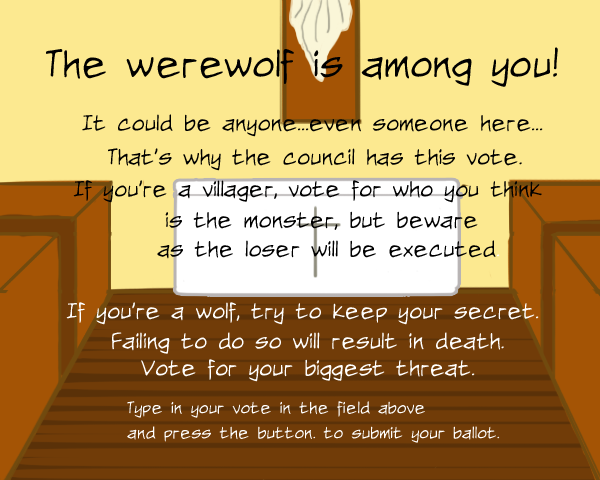 The werewolf is among you!
It could be anyone...even someone here...
That's why the council has this vote.
If you're a villager, vote for who you think
is the monster, but beware
as the loser will be executed
If you're a wolf, try to keep your secret.
Failing to do so will result in death.
Vote for your biggest threat.
Type in your vote in the field above
and press the button. to submit your ballot.